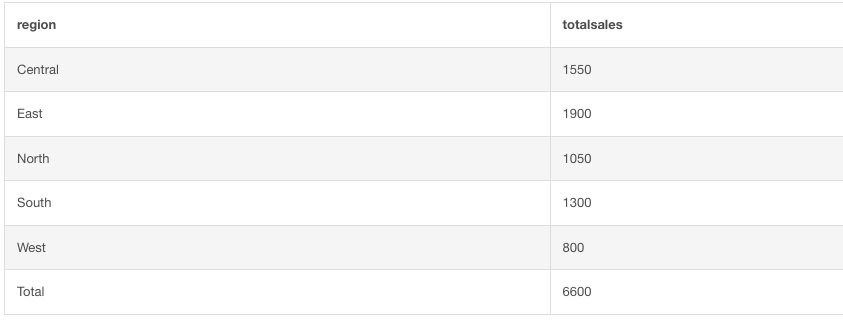 region totalsales
Central 1550
East 1900
North 1050
South 1300
West 800
Total 6600